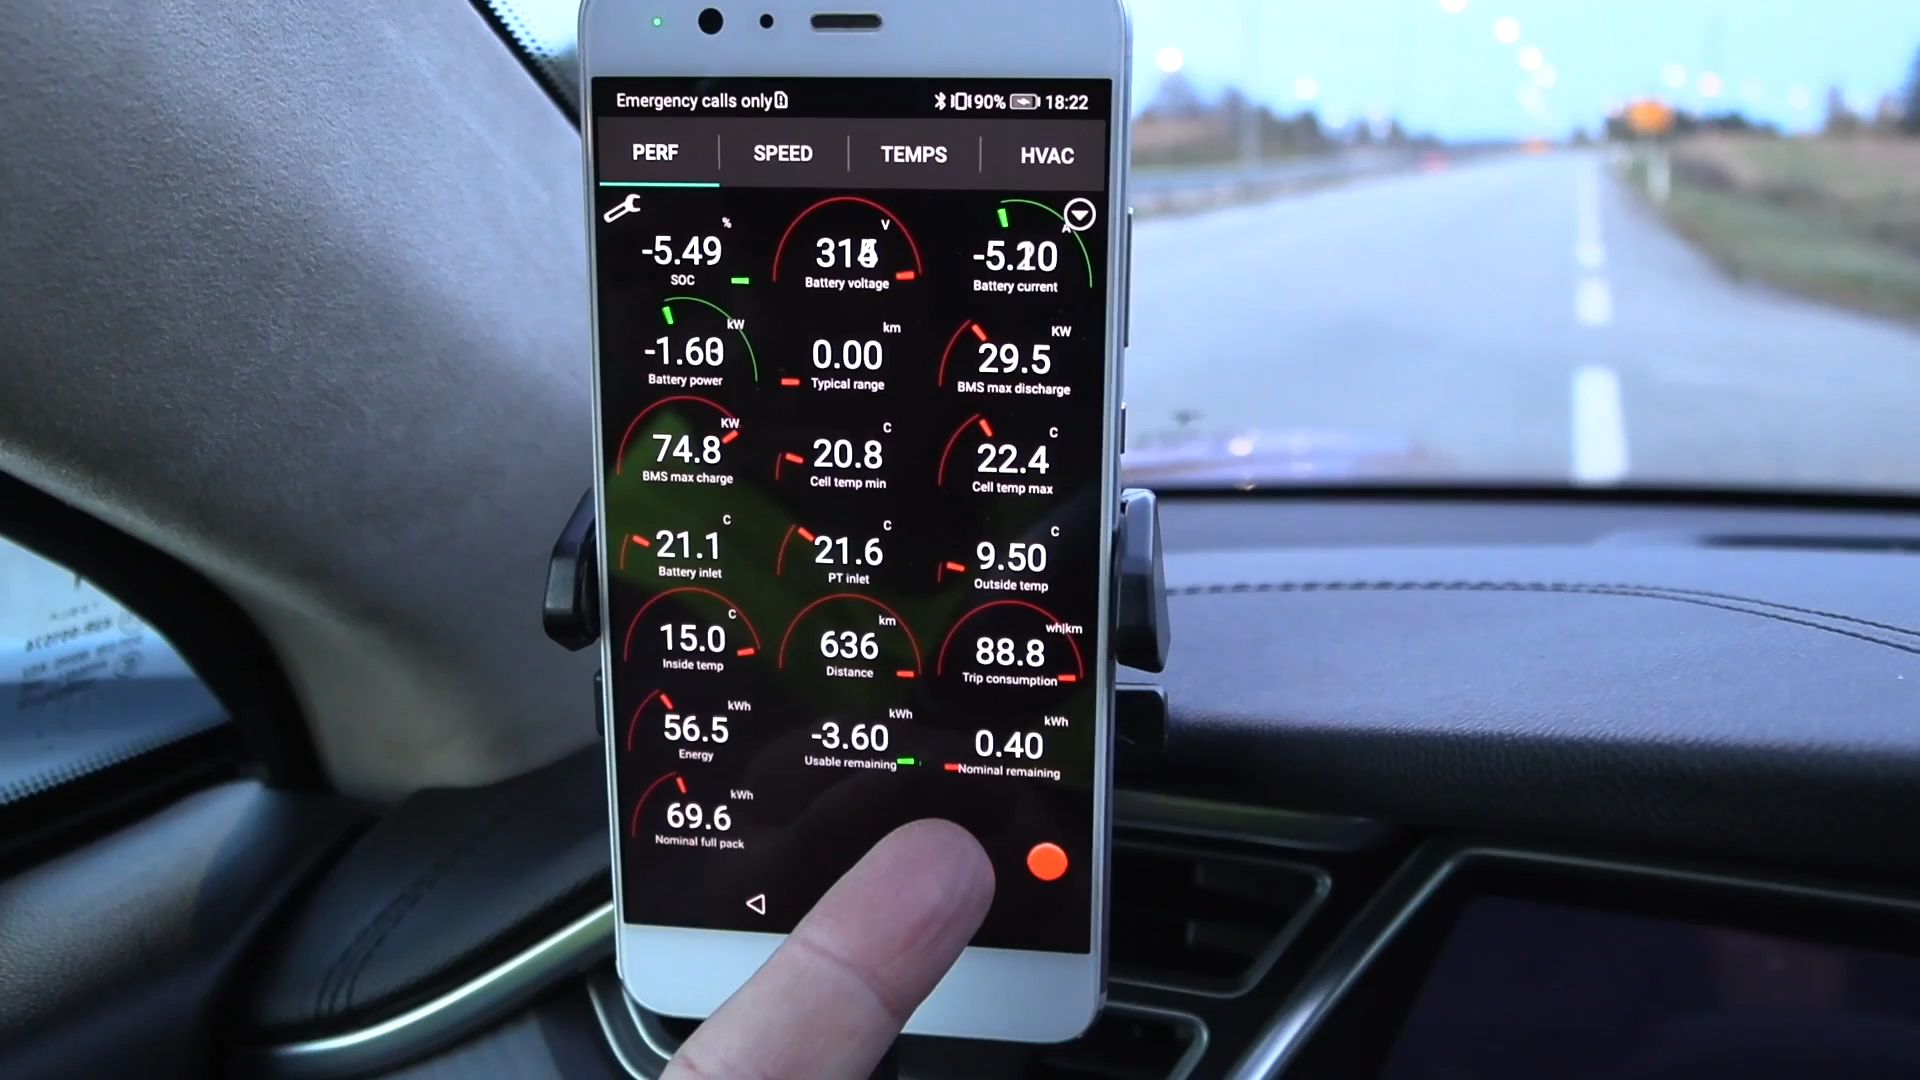 Emergency calls only 90% 18:22
PERF SPEED TEMPS HVAC
% V A
-5.49 -5.
SOC Battery voltage Battery current
kW km KW
0.00 29.5
Battery power Typical range BMS max discharge
KW C C
74.8 20.8 22.4
BMS max charge Cell temp min Cell temp max
C C C
21.1 21.6 9.50
Battery inlet PT inlet Outside temp
C km wh|km
15.0 636 88.8
Inside temp Distance Trip consumption
kWh kWh kWh
56.5 -3.60 0.40
Energy Usable remaining Nominal remaining
kWh
69.6
Nominal full pack